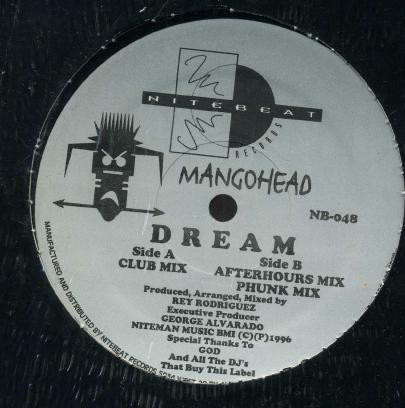 NITEBEAT
RECORDS
MANGOHEAD
NB-048
DREAM
Side A
CLUB MIX
Side B
AFTERHOURS MIX
PHUNK MIX
Produced, Arranged, Mixed by
REY RODRIGUEZ
Executive Producer
GEORGE ALVARADO
NITEMAN MUSIC BMI (C)(P)1996
Special Thanks To
GOD
And All The DJ's
That Buy This Label
MANUFACTURED AND DISTRIBUTED BY NITEBEAT RECORDS